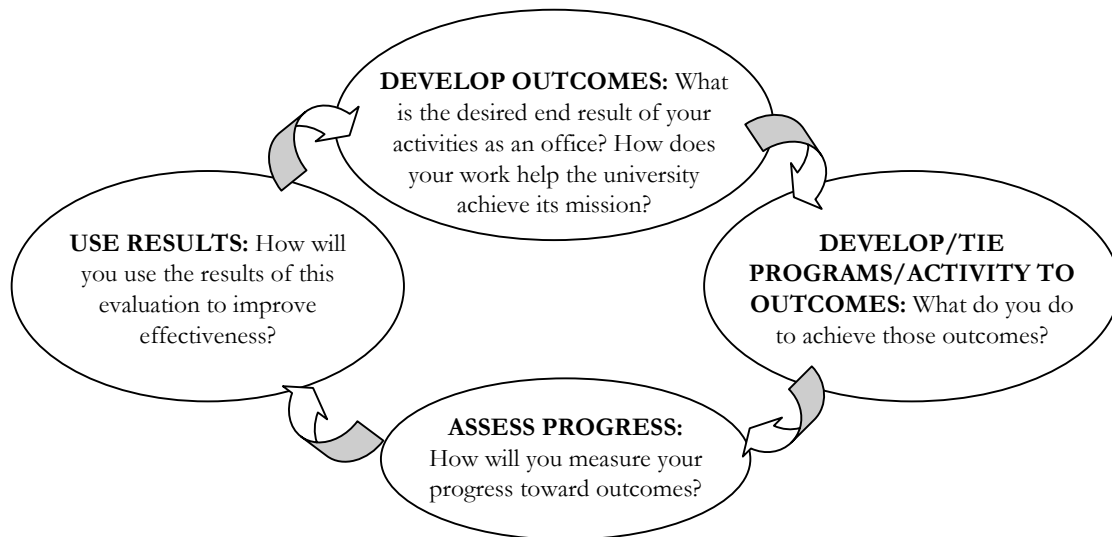 DEVELOP OUTCOMES: What
is the desired end result of your
activities as an office? How does
your work help the university
achieve its mission?
DEVELOP/TIE
PROGRAMS/ACTIVITY TO
OUTCOMES: What do you do
to achieve those outcomes?
ASSESS PROGRESS:
How will you measure your
progress toward outcomes?
USE RESULTS: How will
you use the results of this
evaluation to improve
effectiveness?